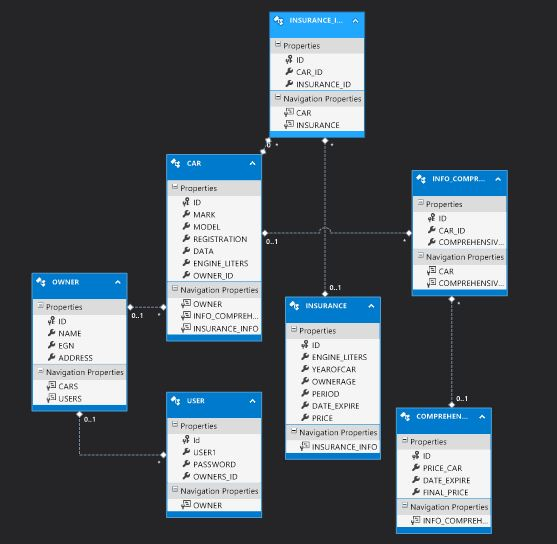 INSURANCE_I...
Properties
ID
CAR_ID
INSURANCE_ID
Navigation Properties
CAR
INSURANCE
*
*
CAR
Properties
ID
MARK
MODEL
REGISTRATION
DATA
ENGINE_LITERS
OWNER_ID
Navigation Properties
OWNER
INFO_COMPREH...
INSURANCE_INFO
0..1
*
INFO_COMPR...
Properties
ID
CAR_ID
COMPREHENSIV...
Navigation Properties
CAR
COMPREHENSIV...
*
OWNER
Properties
ID
NAME
EGN
ADDRESS
Navigation Properties
CARS
USERS
0..1
*
0..1
0..1
INSURANCE
Properties
ID
ENGINE_LITERS
YEAROFCAR
OWNERAGE
PERIOD
DATE_EXPIRE
PRICE
Navigation Properties
INSURANCE_INFO
USER
Properties
Id
USER1
PASSWORD
OWNERS_ID
Navigation Properties
OWNER
*
0..1
COMPREHEN...
Properties
ID
PRICE_CAR
DATE_EXPIRE
FINAL_PRICE
Navigation Properties
INFO_COMPREH...